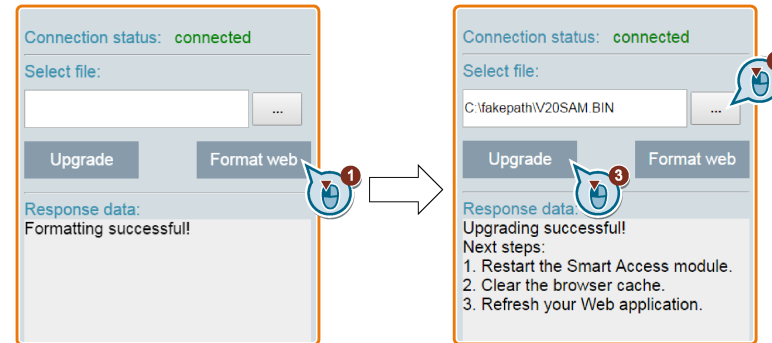 Connection status: connected
Select file:
...
Upgrade
Format web
1
Response data:
Formatting successful!
Connection status: connected
Select file:
C:\fakepath\V20SAM.BIN
...
Upgrade
Format web
3
Response data:
Upgrading successful!
Next steps:
1. Restart the Smart Access module.
2. Clear the browser cache.
3. Refresh your Web application.